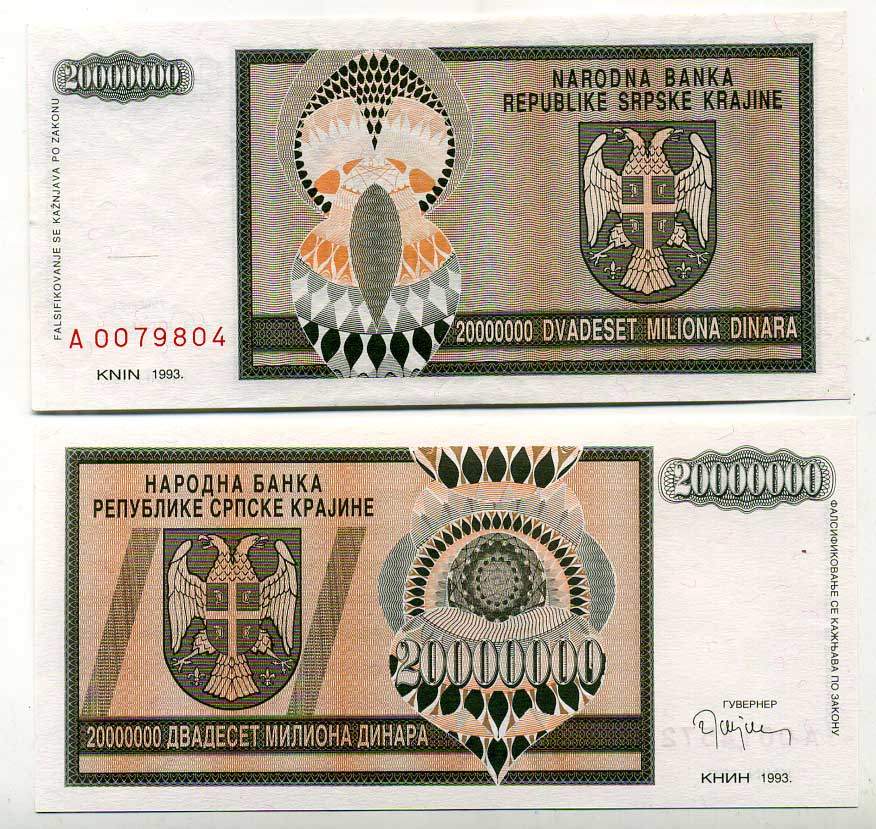 20000000
NARODNA BANKA
REPUBLIKE SRPSKE KRAJINE
FALSIFIKOVANJE SE KAŽNJAVA PO ZAKONU
A 0079804
20000000 DVADESET MILIONA DINARA
KNIN 1993.
НАРОДНА БАНКА
РЕПУБЛИКЕ СРПСКЕ КРАЈИНЕ
20000000
ФАЛСИФИКОВАЊЕ СЕ КАЖЊАВА ПО ЗАКОНУ
20000000
ГУВЕРНЕР
20000000 ДВАДЕСЕТ МИЛИОНА ДИНАРА
КНИН 1993.